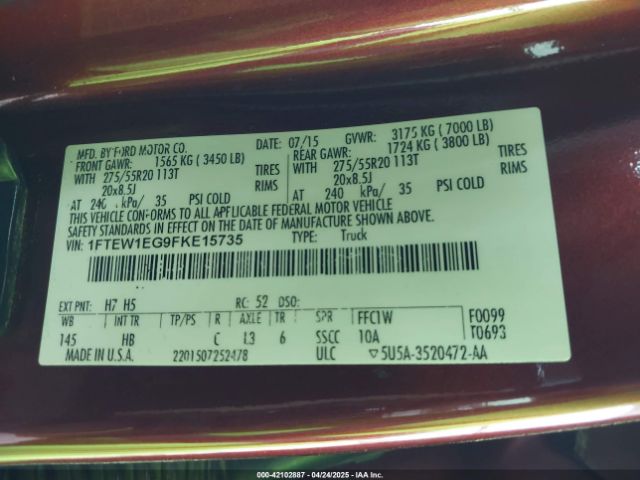 MFD. BY FORD MOTOR CO. DATE: 07/15 GVWR: 3175 KG ( 7000 LB)
FRONT GAWR: 1565 KG ( 3450 LB) REAR GAWR: 1724 KG ( 3800 LB)
WITH 275/55R20 113T TIRES WITH 275/55R20 113T TIRES
20x8.5J RIMS 20x8.5J RIMS
AT 240 kPa/ 35 PSI COLD AT 240 kPa/ 35 PSI COLD
THIS VEHICLE CONFORMS TO ALL APPLICABLE FEDERAL MOTOR VEHICLE
STANDARDS IN EFFECT ON THE DATE OF MANUFACTURE SHOWN ABOVE.
VIN: 1FTEW1EG9FKE15735 TYPE: Truck
EXT PNT: H7 H5 RC: 52 DSO:
WB INT TR TP/PS R AXLE TR SPR FFC1W F0099
145 HB C L3 6 SSCC 10A T0693
MADE IN U.S.A. 2201507252478 ULC ▽5U5A-3520472-AA
000-42102887 - 04/24/2025 - IAAI.COM